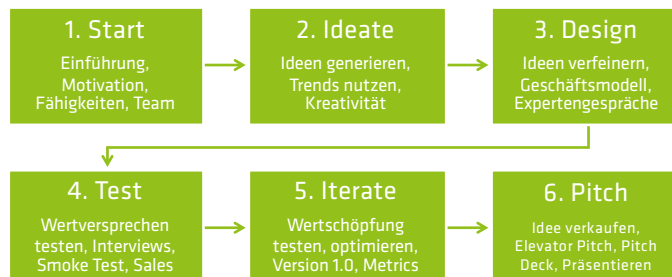 1. Start
Einführung,
Motivation,
Fähigkeiten, Team
2. Ideate
Ideen generieren,
Trends nutzen,
Kreativität
3. Design
Ideen verfeinern,
Geschäftsmodell,
Expertengespräche
4. Test
Wertversprechen
testen, Interviews,
Smoke Test, Sales
5. Iterate
Wertschöpfung
testen, optimieren,
Version 1.0, Metrics
6. Pitch
Idee verkaufen,
Elevator Pitch, Pitch
Deck, Präsentieren